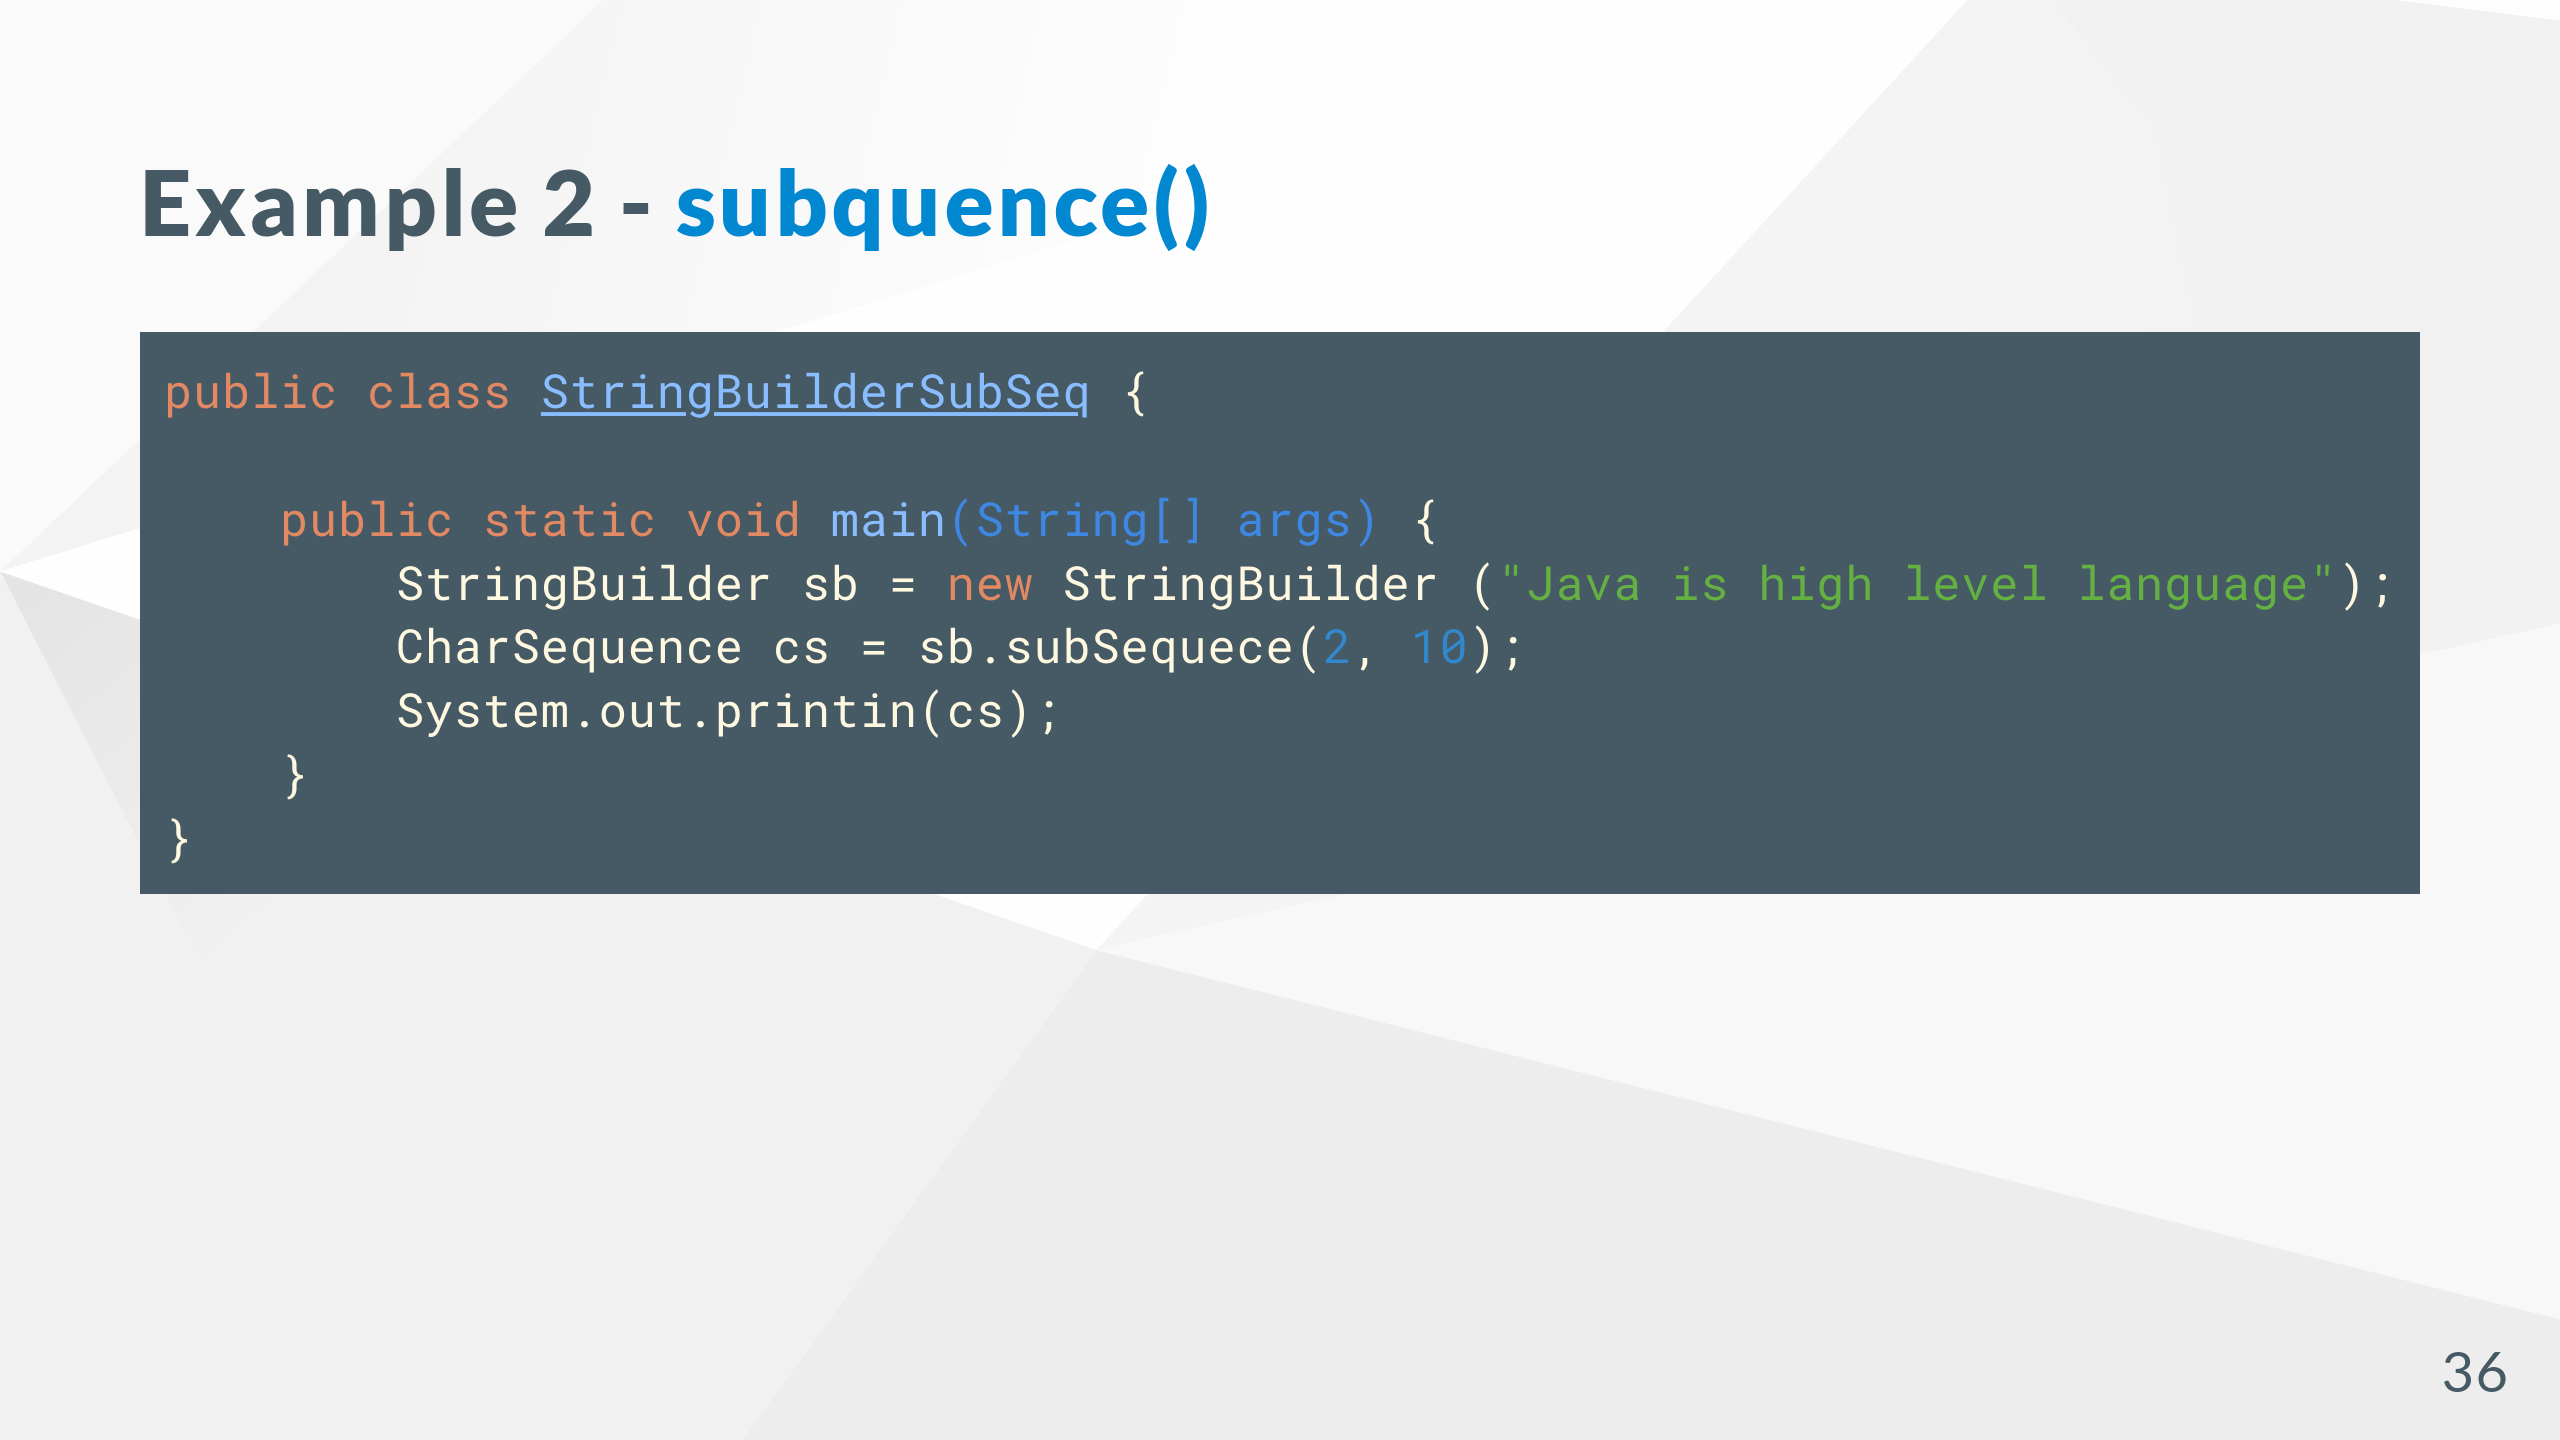 Example 2 - subquence()
public class StringBuilderSubSeq {
public static void main(String[] args) {
StringBuilder sb = new StringBuilder ("Java is high level language");
CharSequence cs = sb.subSequece(2, 10);
System.out.printin(cs);
}
}
36